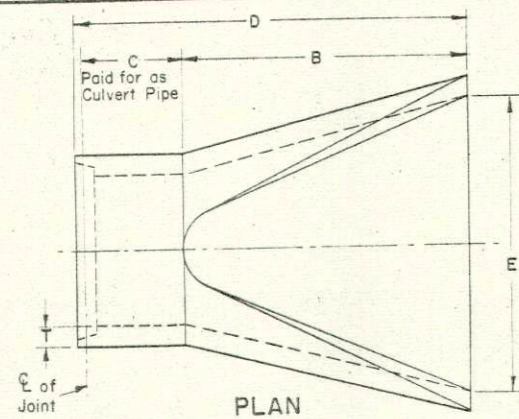 D
C
B
Paid for as
Culvert Pipe
E
T
℄ of
Joint
PLAN